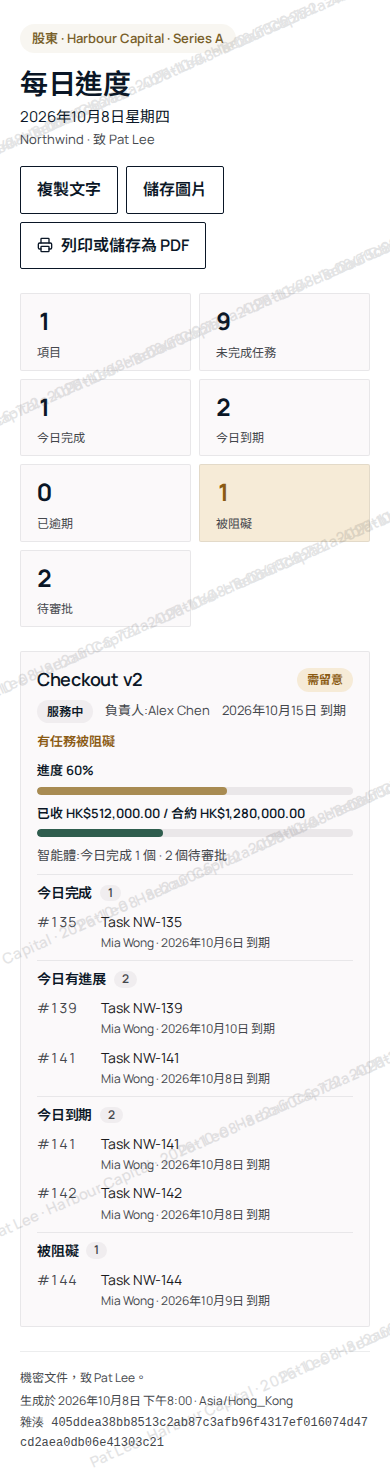 股東 · Harbour Capital · Series A
每日進度
2026年10月8日星期四
Northwind · 致 Pat Lee
複製文字
儲存圖片
列印或儲存為 PDF
1
項目
9
未完成任務
1
今日完成
2
今日到期
0
已逾期
1
被阻礙
2
待審批
Checkout v2
需留意
服務中 負責人:Alex Chen 2026年10月15日 到期
有任務被阻礙
進度 60%
已收 HK$512,000.00 / 合約 HK$1,280,000.00
智能體:今日完成 1 個 · 2 個待審批
今日完成 1
#135 Task NW-135
Mia Wong · 2026年10月6日 到期
今日有進展 2
#139 Task NW-139
Mia Wong · 2026年10月10日 到期
#141 Task NW-141
Mia Wong · 2026年10月8日 到期
今日到期 2
#141 Task NW-141
Mia Wong · 2026年10月8日 到期
#142 Task NW-142
Mia Wong · 2026年10月8日 到期
被阻礙 1
#144 Task NW-144
Mia Wong · 2026年10月9日 到期
機密文件，致 Pat Lee。
生成於 2026年10月8日 下午8:00 · Asia/Hong_Kong
雜湊 405ddea38bb8513c2ab87c3afb96f4317ef016074d47
cd2aea0db06e41303c21